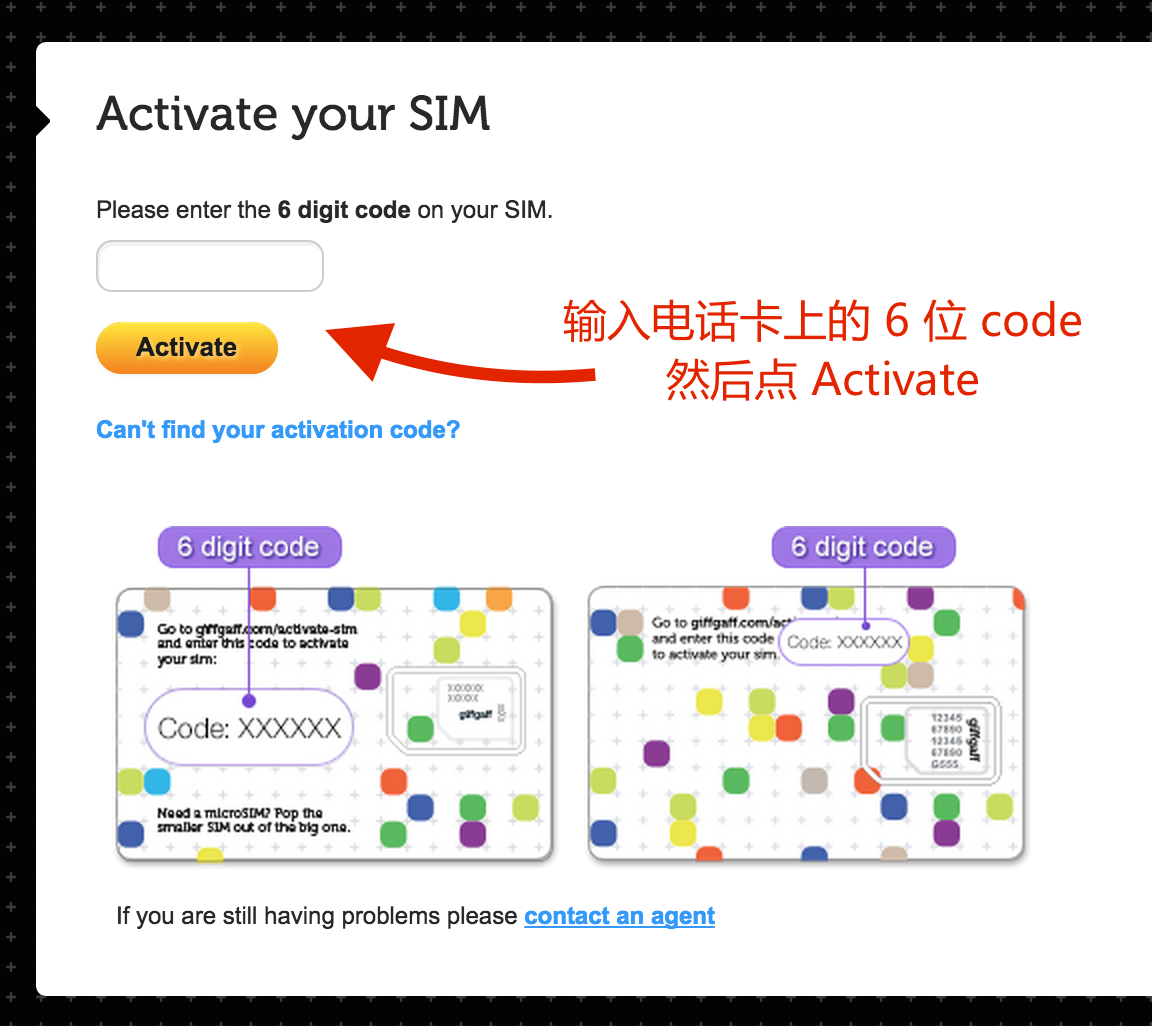 Activate your SIM
Please enter the 6 digit code on your SIM.
输入电话卡上的 6 位 code
然后点 Activate
Activate
Can't find your activation code?
6 digit code
Go to giffgaff.com/activate-sim
and enter this code to activate
your sim:
Code: XXXXXX
XXXXXX
XXXXX
giffgaff
Need a microSIM? Pop the
smaller SIM out of the big one.
6 digit code
Go to giffgaff.com/act
and enter this code
to activate your sim.
Code: XXXXXX
12345
67890
12345
67890
G555
giffgaff
If you are still having problems please contact an agent